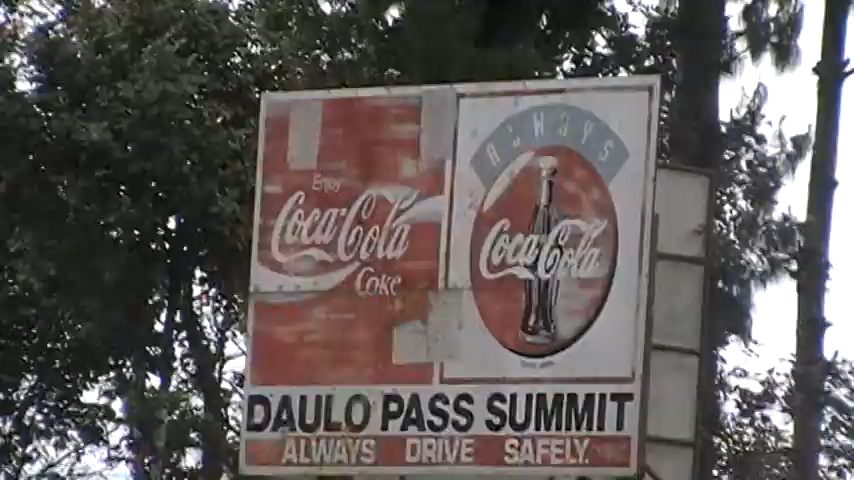 Enjoy
Coca-Cola
Coke
ALWAYS
Coca-Cola
DAULO PASS SUMMIT
ALWAYS DRIVE SAFELY.